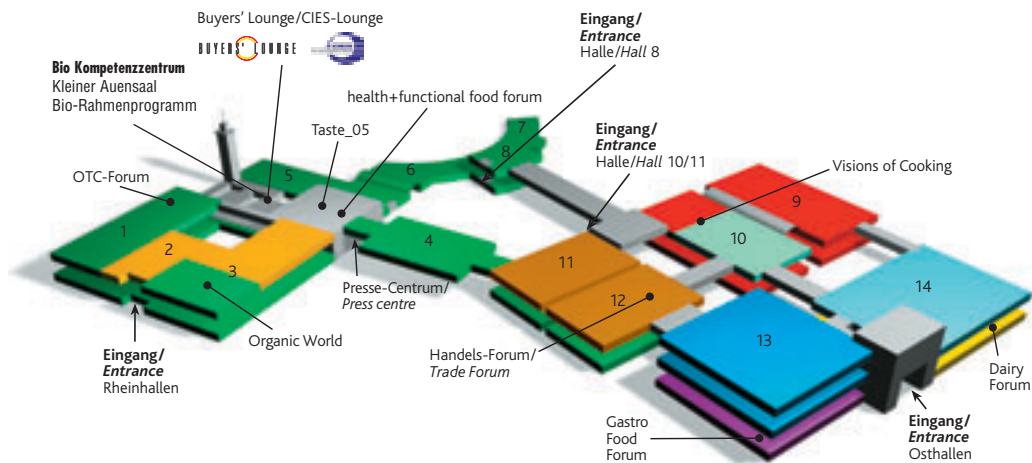 Buyers' Lounge/CIES-Lounge
BUYERS' LOUNGE
Bio Kompetenzzentrum
Kleiner Auensaal
Bio-Rahmenprogramm
health+functional food forum
Taste_05
OTC-Forum
Eingang/
Entrance
Halle/Hall 8
Eingang/
Entrance
Halle/Hall 10/11
Visions of Cooking
1
2
3
4
5
6
7
8
9
10
11
12
13
14
Presse-Centrum/
Press centre
Organic World
Eingang/
Entrance
Rheinhallen
Handels-Forum/
Trade Forum
Gastro
Food
Forum
Dairy
Forum
Eingang/
Entrance
Osthallen